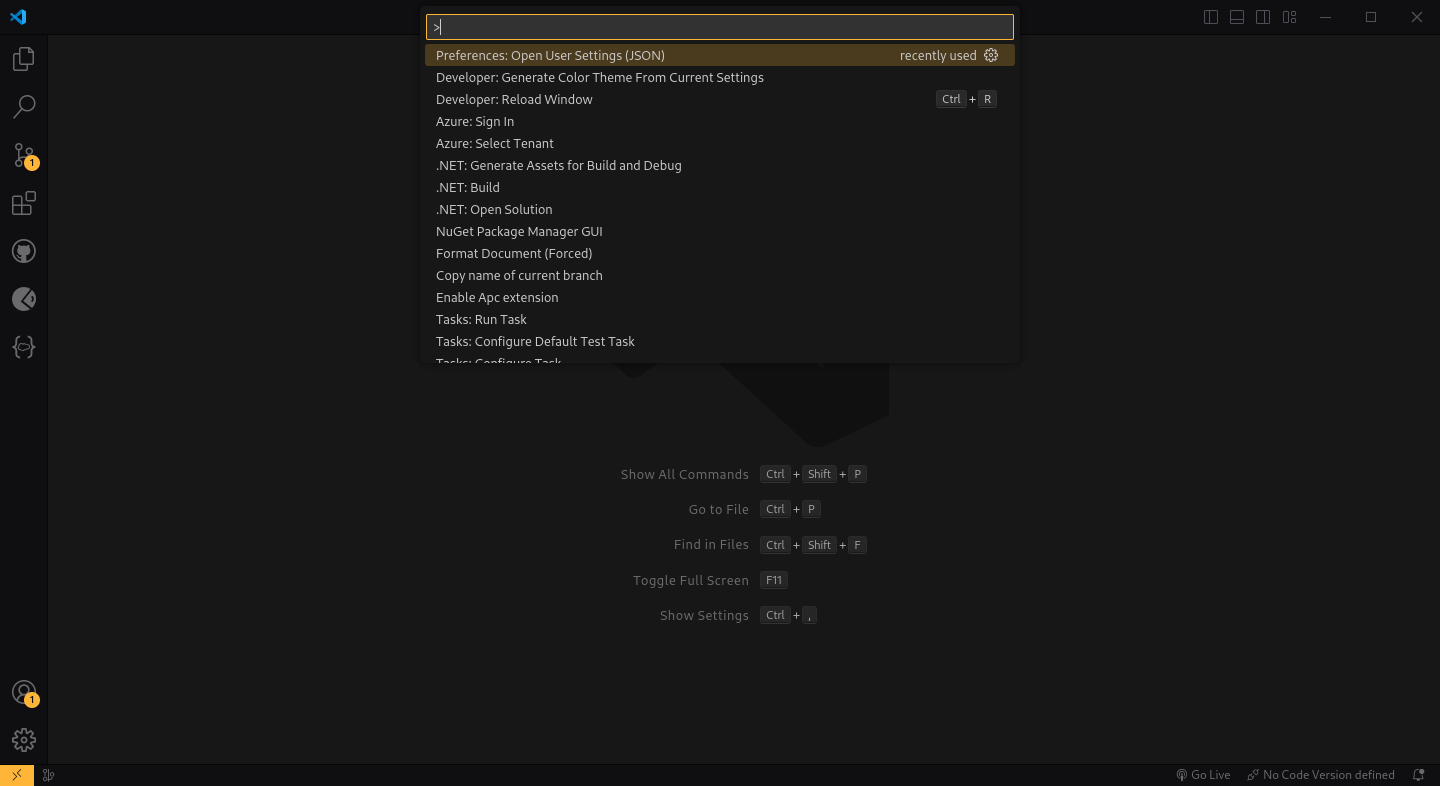 >
Preferences: Open User Settings (JSON) recently used
Developer: Generate Color Theme From Current Settings
Developer: Reload Window Ctrl + R
Azure: Sign In
Azure: Select Tenant
.NET: Generate Assets for Build and Debug
.NET: Build
.NET: Open Solution
NuGet Package Manager GUI
Format Document (Forced)
Copy name of current branch
Enable Apc extension
Tasks: Run Task
Tasks: Configure Default Test Task
Tasks: Configure Task
1
Show All Commands Ctrl + Shift + P
Go to File Ctrl + P
Find in Files Ctrl + Shift + F
Toggle Full Screen F11
Show Settings Ctrl + ,
1
Go Live No Code Version defined